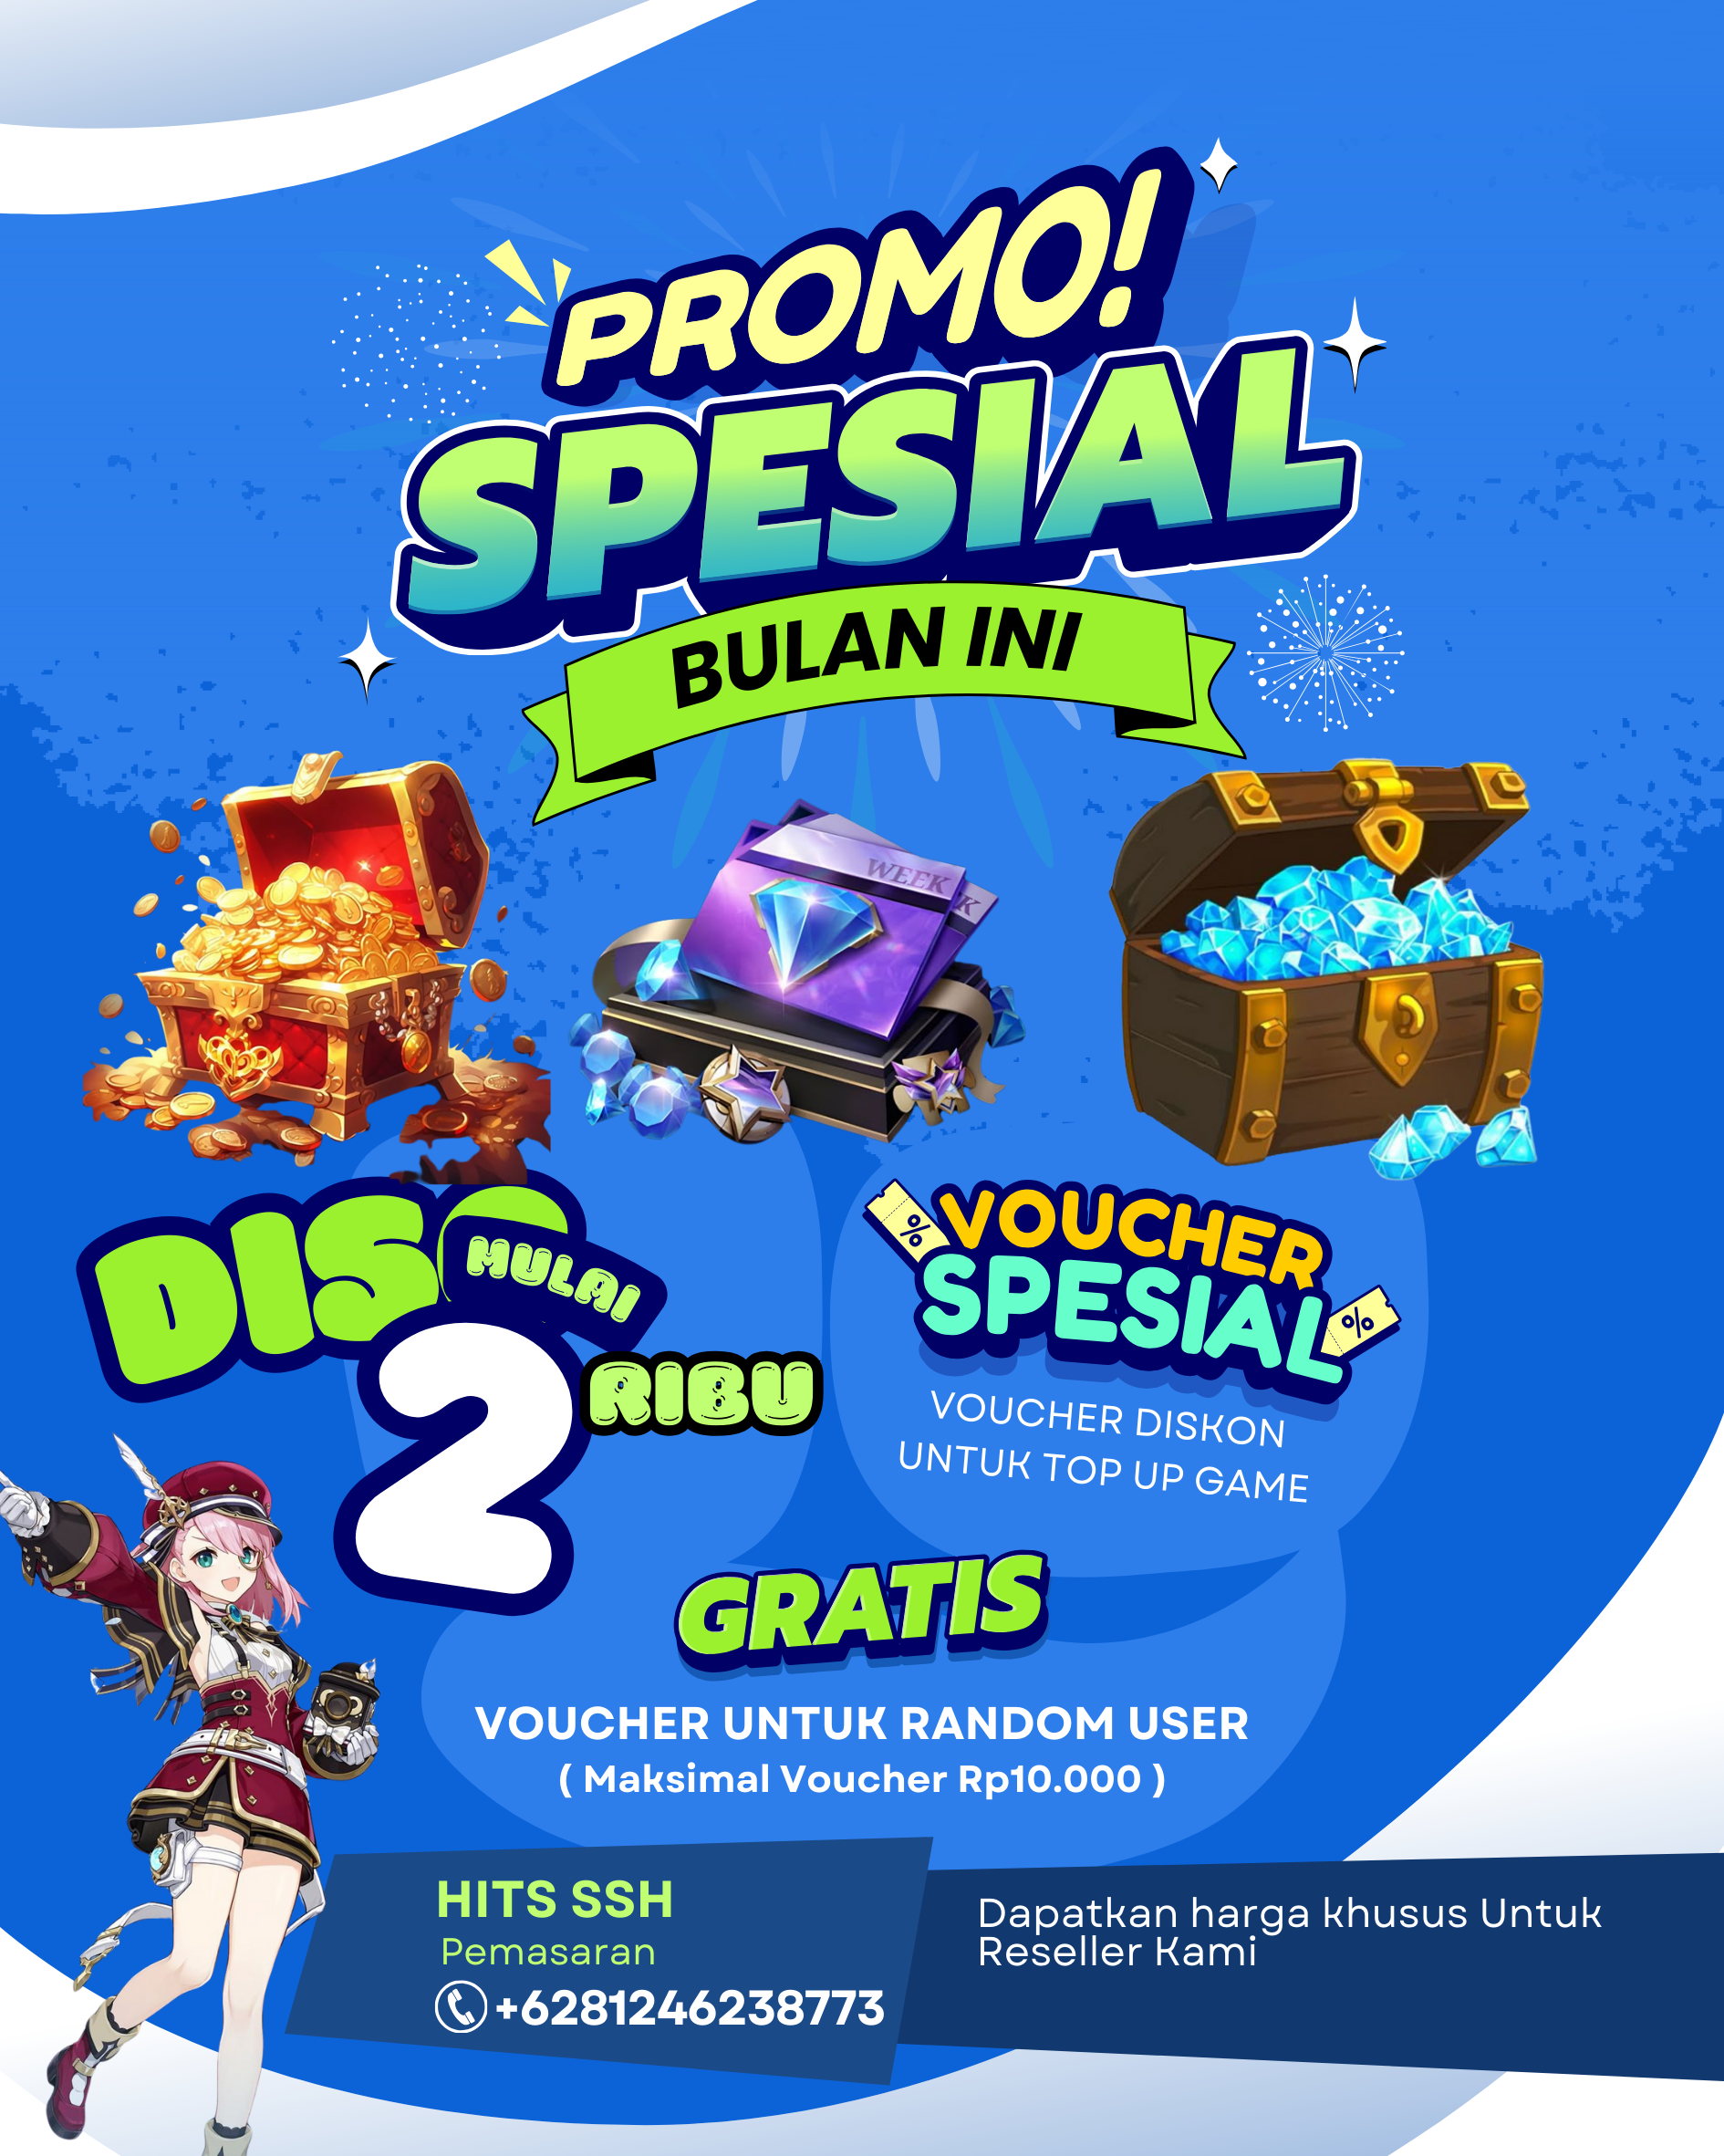 PROMO!
SPESIAL
BULAN INI
WEEK
K
DISC
MULAI
2
RIBU
%
VOUCHER
SPESIAL
%
VOUCHER DISKON
UNTUK TOP UP GAME
GRATIS
VOUCHER UNTUK RANDOM USER
( Maksimal Voucher Rp10.000 )
HITS SSH
Pemasaran
+6281246238773
Dapatkan harga khusus Untuk
Reseller Kami